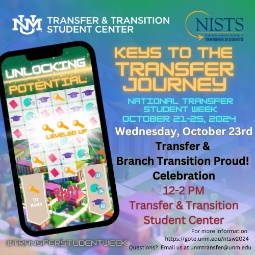 UNM TRANSFER & TRANSITION
STUDENT CENTER
NISTS
UNLOCKING
POTENTIAL
LEVELED UP
KEYS TO THE
TRANSFER
JOURNEY
NATIONAL TRANSFER
STUDENT WEEK
OCTOBER 21-25, 2024
Wednesday, October 23rd
Transfer &
Branch Transition Proud!
Celebration
12-2 PM
Transfer & Transition
Student Center
For more information:
https://goto.unm.edu/ntsw2024
Questions? Email us at unmtransfer@unm.edu
#TRANSFERSTUDENTWEEK